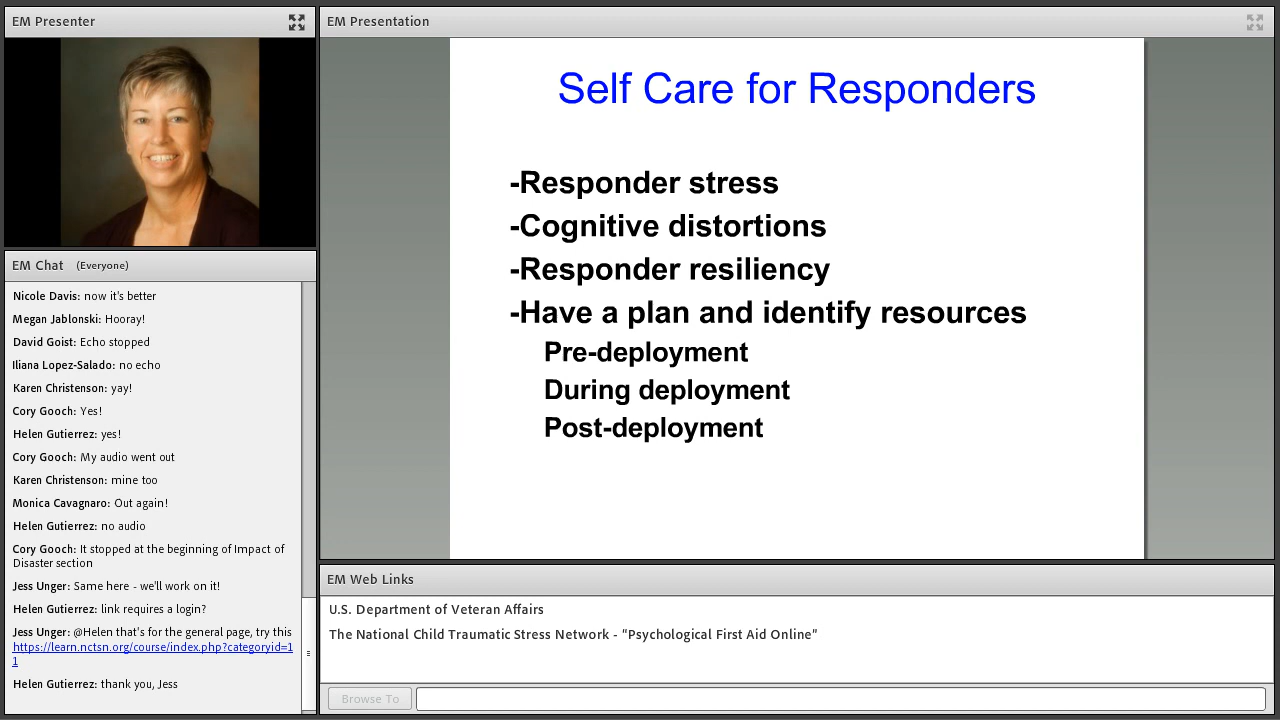 EM Presenter
EM Chat (Everyone)
Nicole Davis: now it's better
Megan Jablonski: Hooray!
David Goist: Echo stopped
Iliana Lopez-Salado: no echo
Karen Christenson: yay!
Cory Gooch: Yes!
Helen Gutierrez: yes!
Cory Gooch: My audio went out
Karen Christenson: mine too
Monica Cavagnaro: Out again!
Helen Gutierrez: no audio
Cory Gooch: It stopped at the beginning of Impact of
Disaster section
Jess Unger: Same here - we'll work on it!
Helen Gutierrez: link requires a login?
Jess Unger: @Helen that's for the general page, try this
https://learn.nctsn.org/course/index.php?categoryid=1
1
Helen Gutierrez: thank you, Jess
EM Presentation
Self Care for Responders
-Responder stress
-Cognitive distortions
-Responder resiliency
-Have a plan and identify resources
Pre-deployment
During deployment
Post-deployment
EM Web Links
U.S. Department of Veteran Affairs
The National Child Traumatic Stress Network - "Psychological First Aid Online"
Browse To